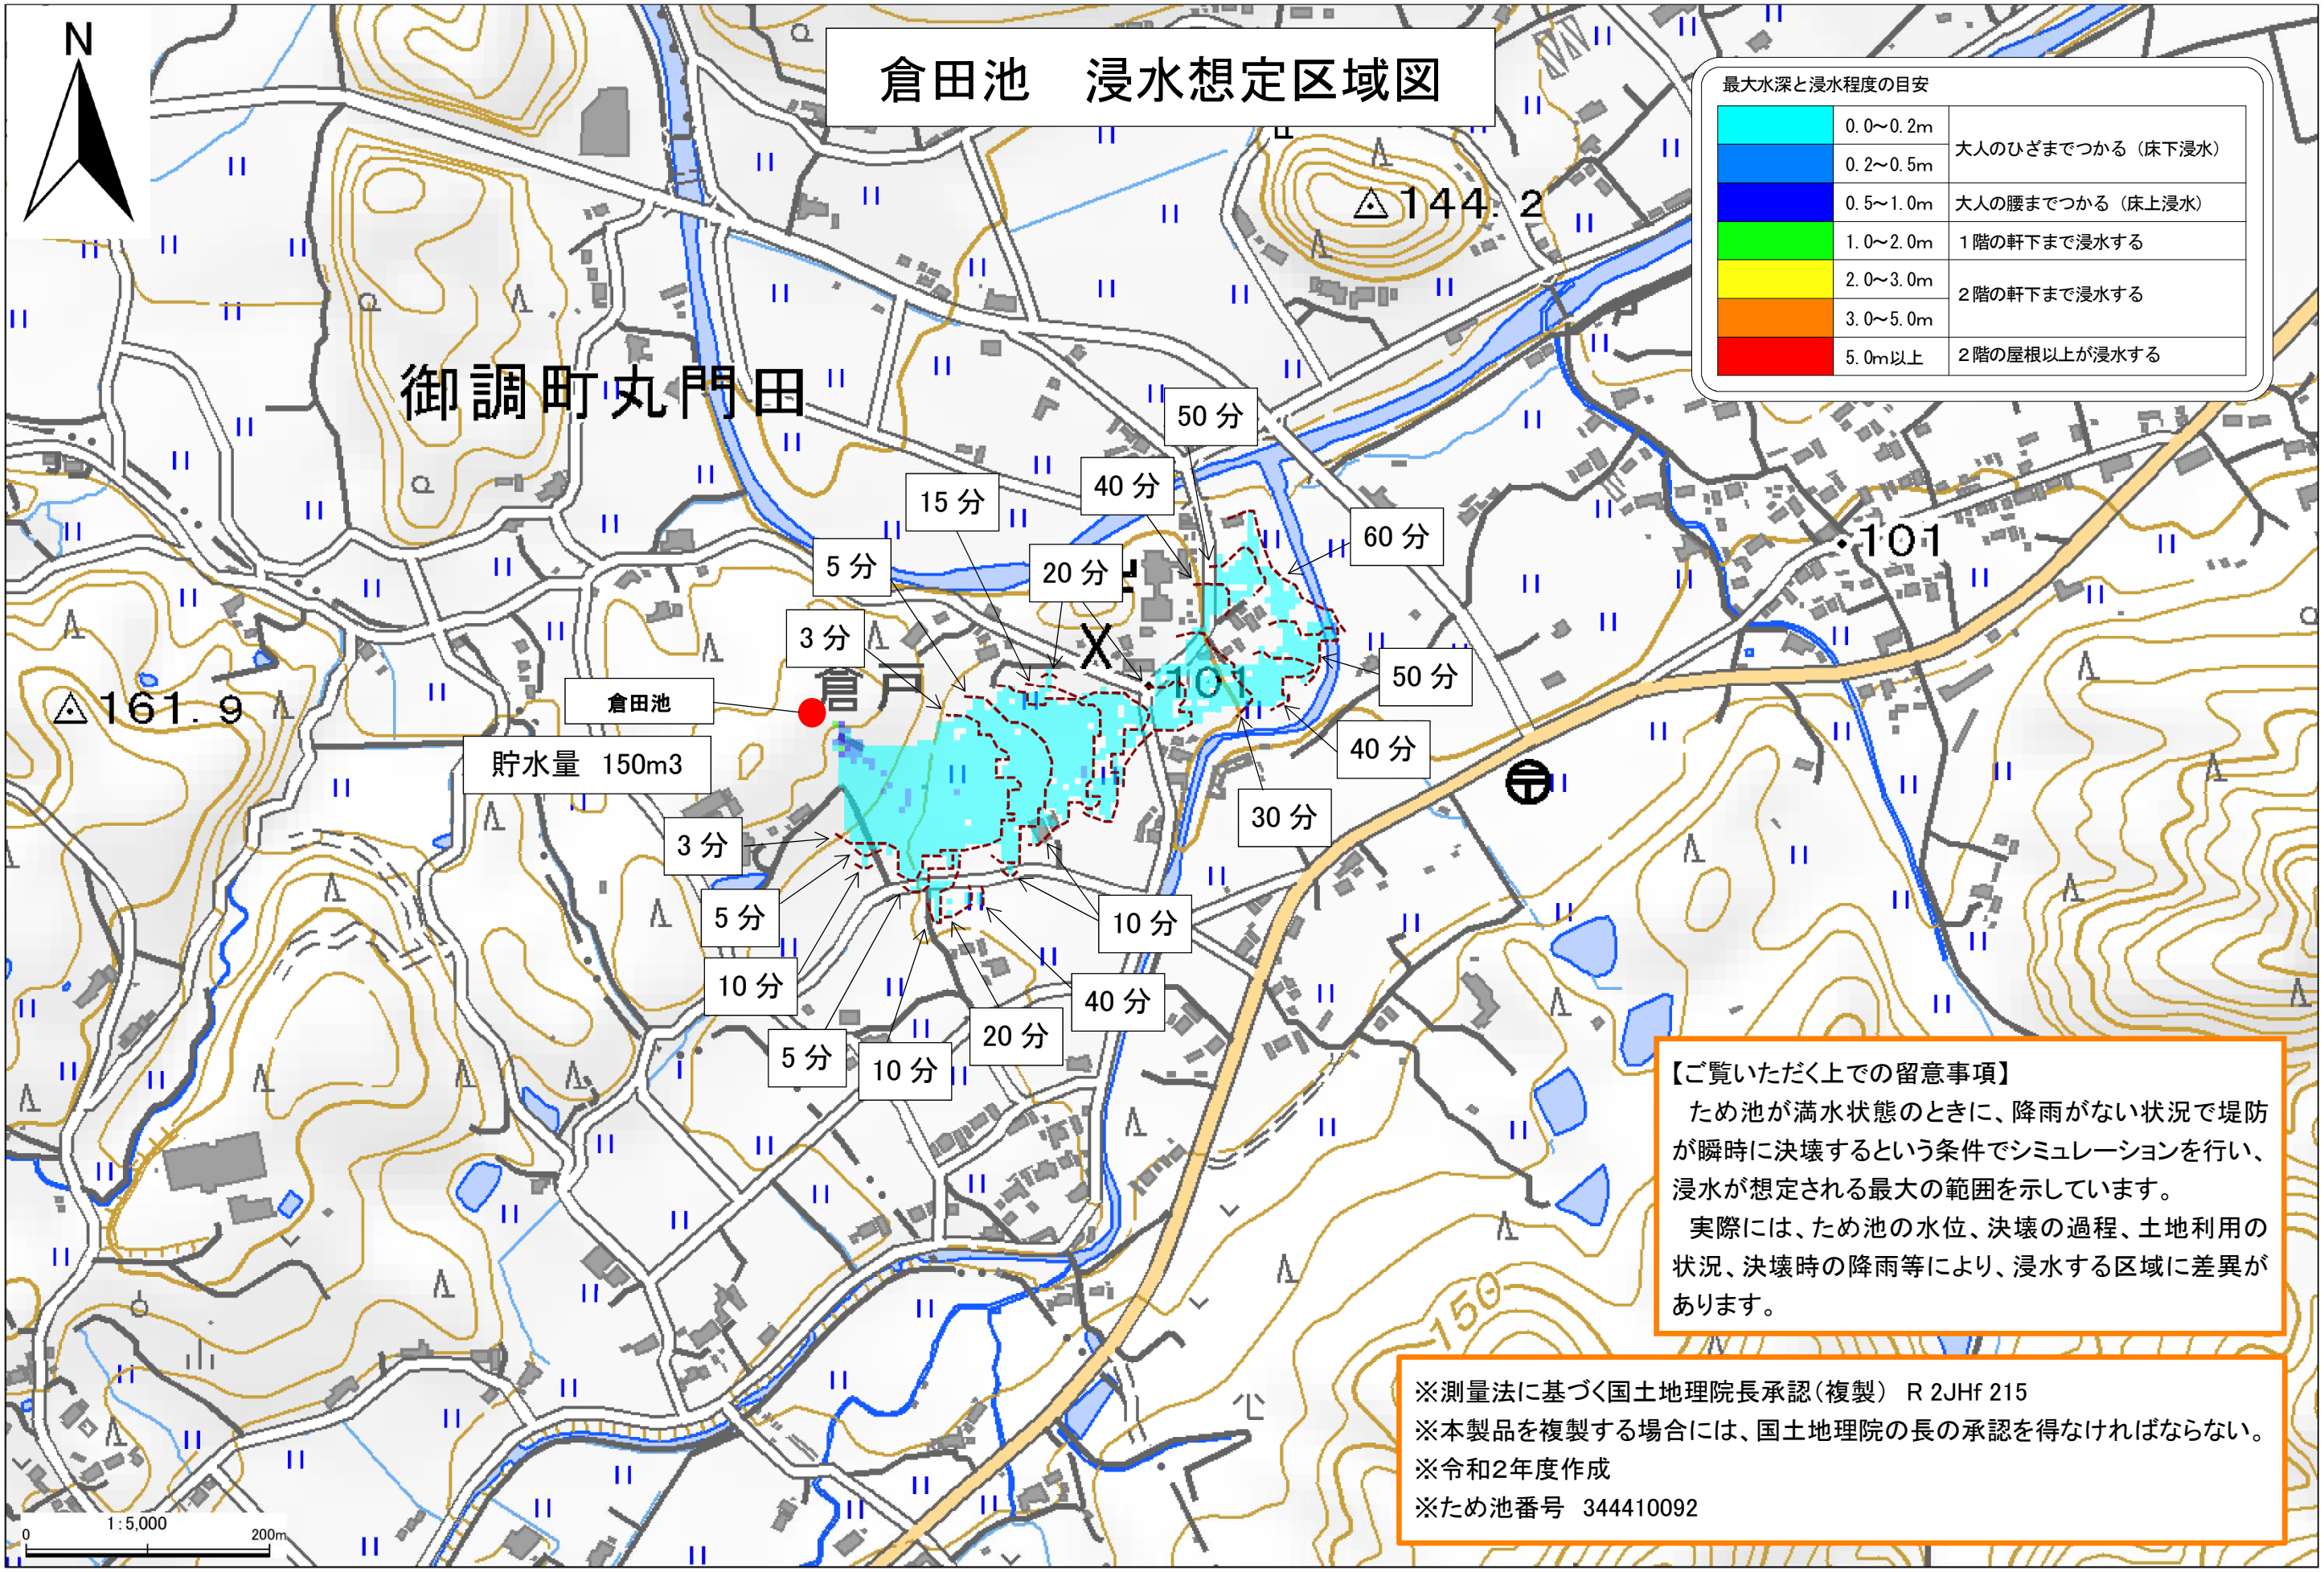 N
倉田池 浸水想定区域図
最大水深と浸水程度の目安
0.0～0.2m
大人のひざまでつかる（床下浸水）
0.2～0.5m
0.5～1.0m 大人の腰までつかる（床上浸水）
1.0～2.0m 1階の軒下まで浸水する
2.0～3.0m
2階の軒下まで浸水する
3.0～5.0m
5.0m以上 2階の屋根以上が浸水する
144.2
御調町丸門田
50分
40分
15分
60分
101
5分
20分
3分
倉戸
50分
101
161.9
倉田池
40分
貯水量 150m3
30分
3分
5分
10分
10分
40分
20分
5分
10分
150
【ご覧いただく上での留意事項】
ため池が満水状態のときに、降雨がない状況で堤防
が瞬時に決壊するという条件でシミュレーションを行い、
浸水が想定される最大の範囲を示しています。
実際には、ため池の水位、決壊の過程、土地利用の
状況、決壊時の降雨等により、浸水する区域に差異が
あります。
※測量法に基づく国土地理院長承認（複製） R 2JHf 215
※本製品を複製する場合には、国土地理院の長の承認を得なければならない。
※令和2年度作成
※ため池番号 344410092
1:5,000
0 200m